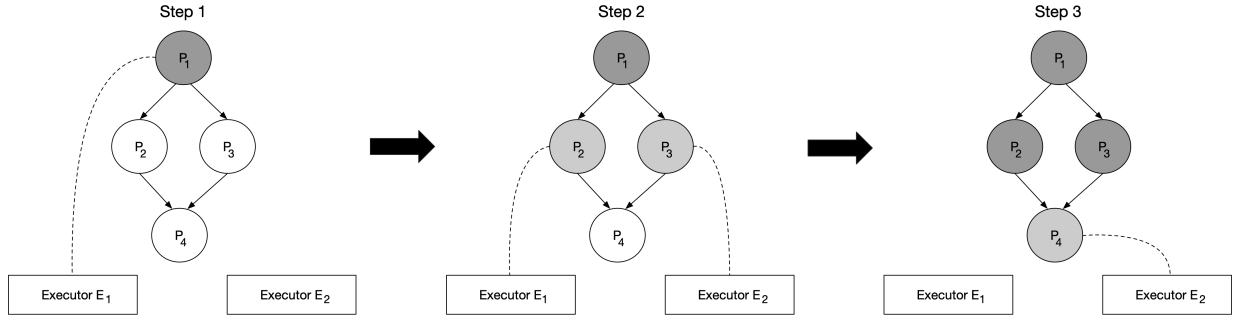 Step 1
P1
P2
P3
P4
Executor E1
Executor E2
Step 2
P1
P2
P3
P4
Executor E1
Executor E2
Step 3
P1
P2
P3
P4
Executor E1
Executor E2